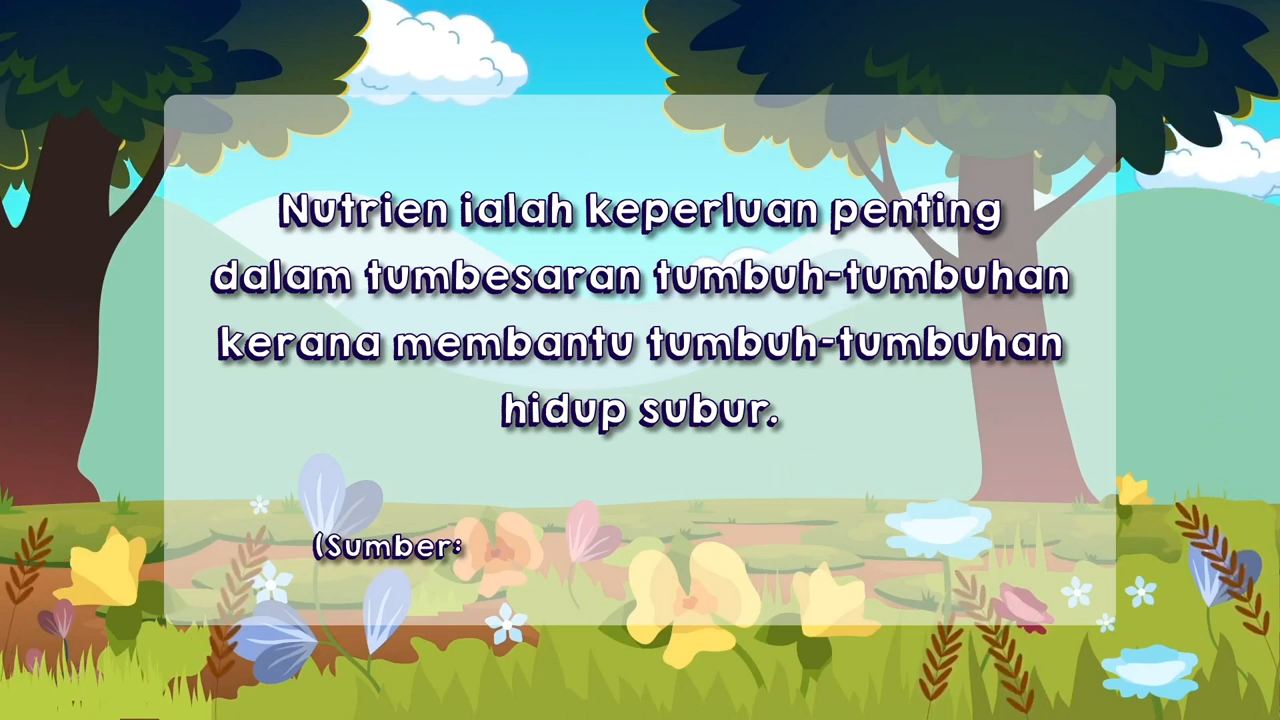 Nutrien ialah keperluan penting
dalam tumbesaran tumbuh-tumbuhan
kerana membantu tumbuh-tumbuhan
hidup subur.
(Sumber: